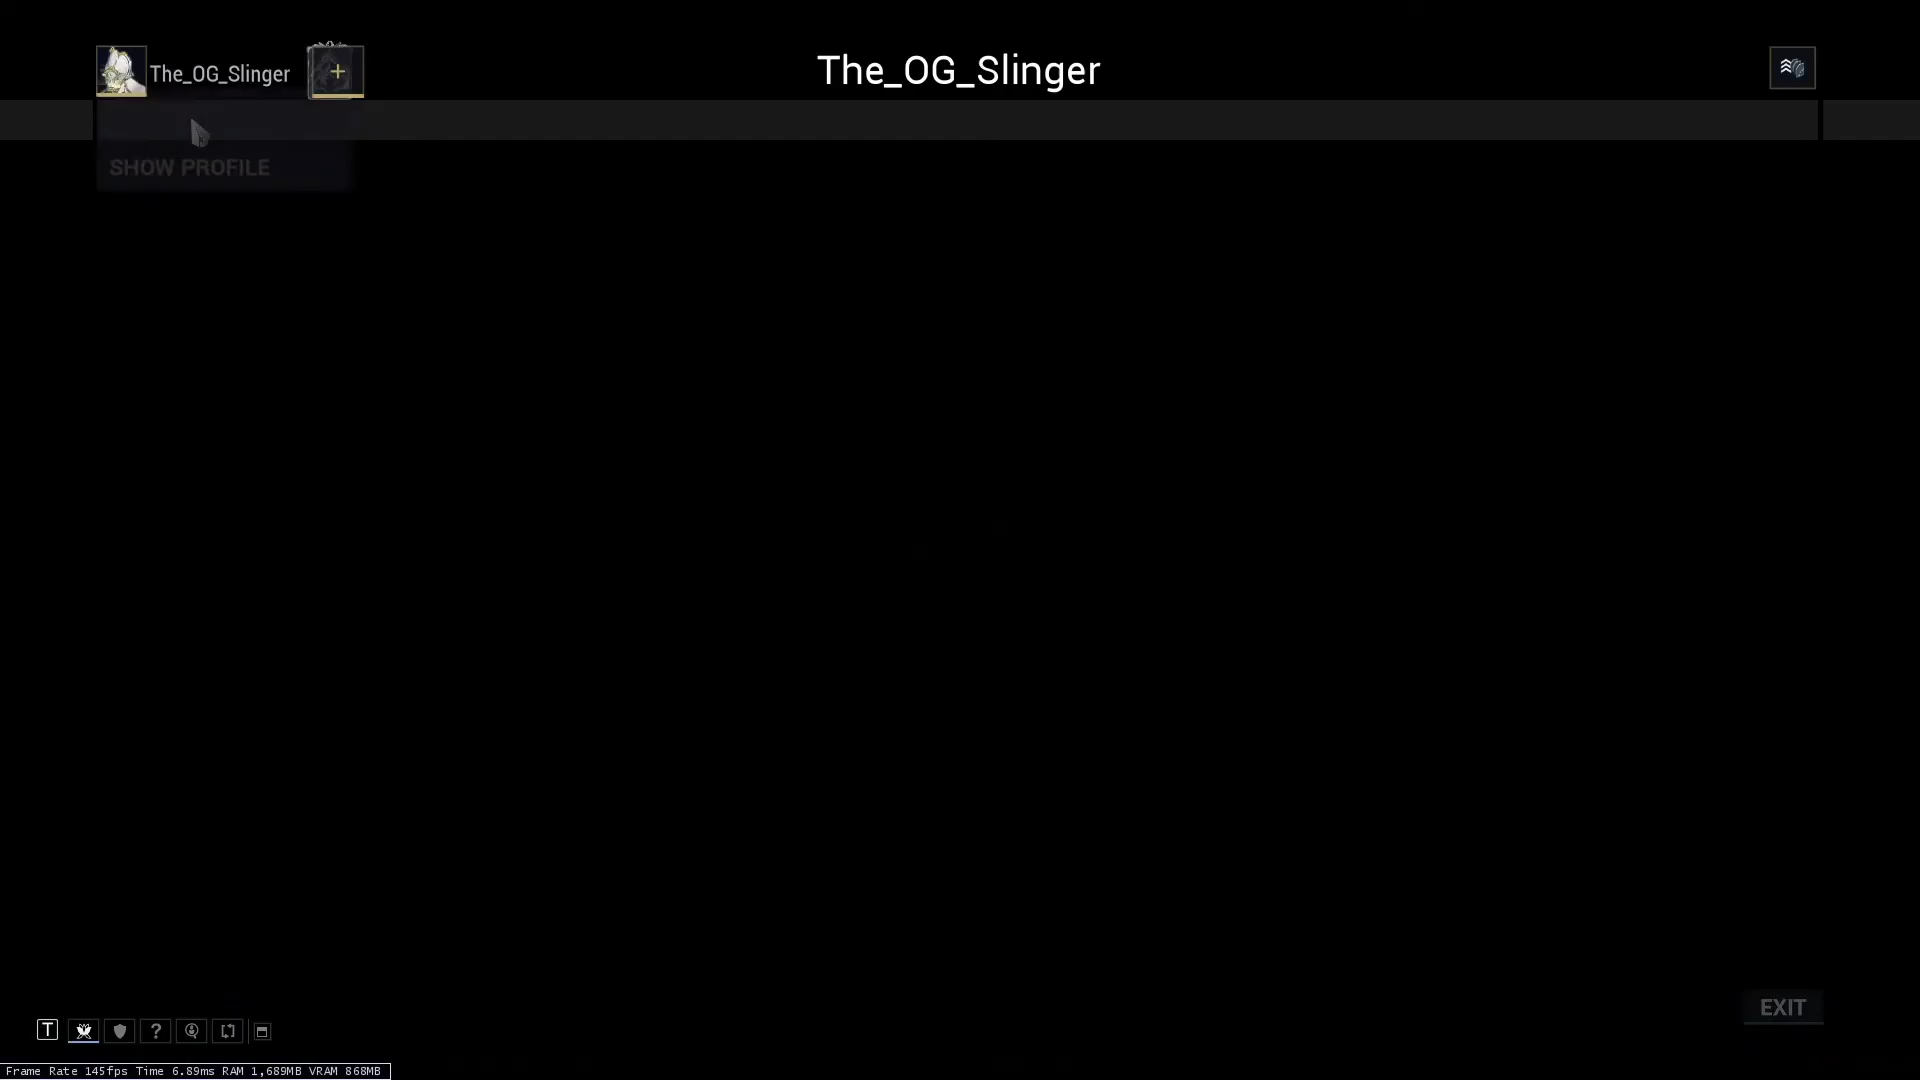 The_OG_Slinger
+
The_OG_Slinger
SHOW PROFILE
EXIT
T
?
Frame Rate 145fps Time 6.89ms RAM 1,689MB VRAM 868MB